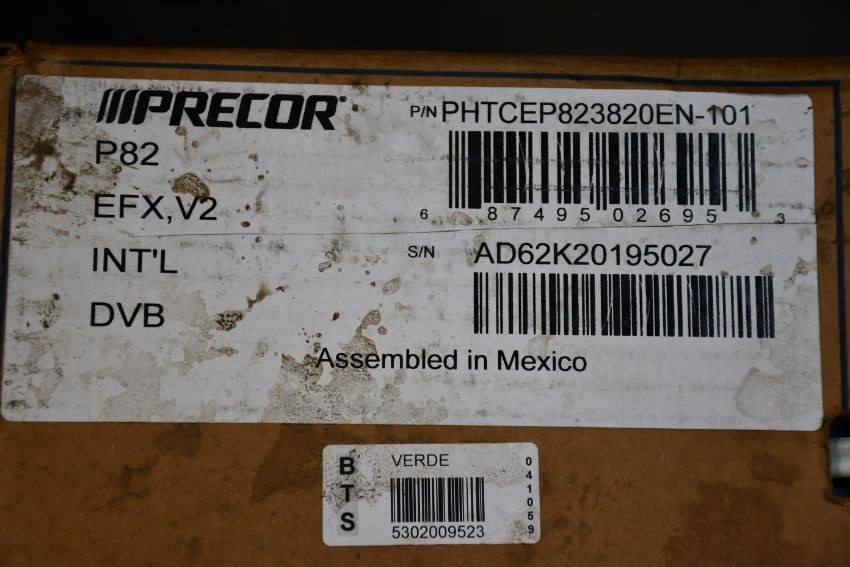 PRECOR
P/N PHTCEP823820EN-101
P82
EFX,V2
6 87495 02695 3
INT'L
S/N AD62K20195027
DVB
Assembled in Mexico
BTS
VERDE
5302009523
041059